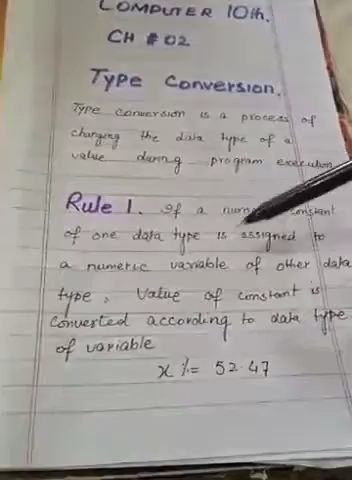 COMPUTER 10th.
CH # 02
Type Conversion.
Type conversion is a process of
changing the data type of a
value during program execution
Rule 1. If a constant
of one data type is assigned to
a numeric variable of other data
type, Value of constant is
converted according to data type
of variable
x %= 52.47